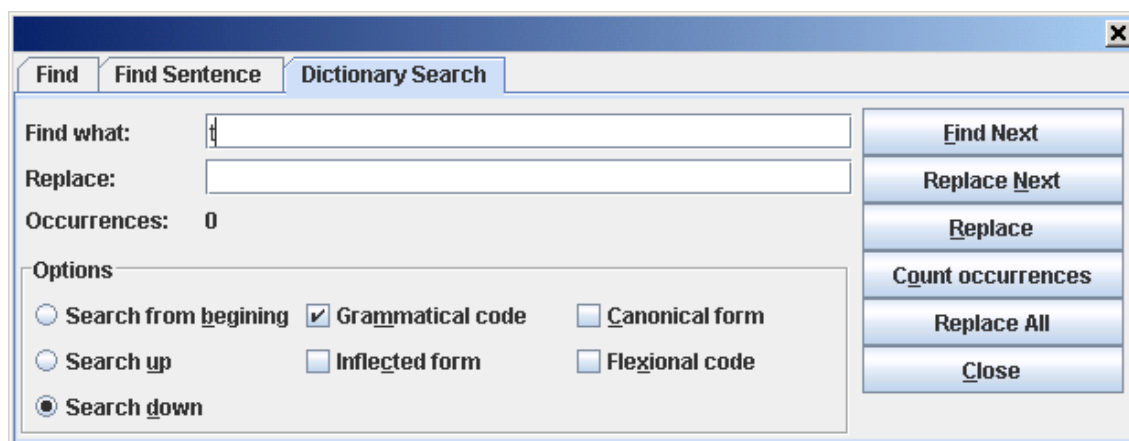 Find Find Sentence Dictionary Search
Find what: t Find Next
Replace: Replace Next
Occurrences: 0 Replace
Options Count occurrences
Search from begining Grammatical code Canonical form Replace All
Search up Inflected form Flexional code Close
Search down